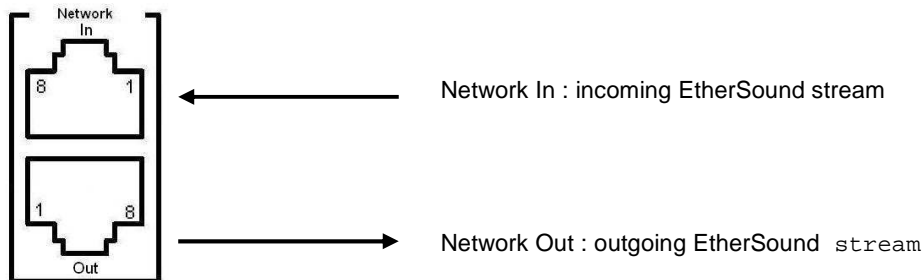 Network
In
8 1
Network In : incoming EtherSound stream
1 8
Network Out : outgoing EtherSound stream
Out